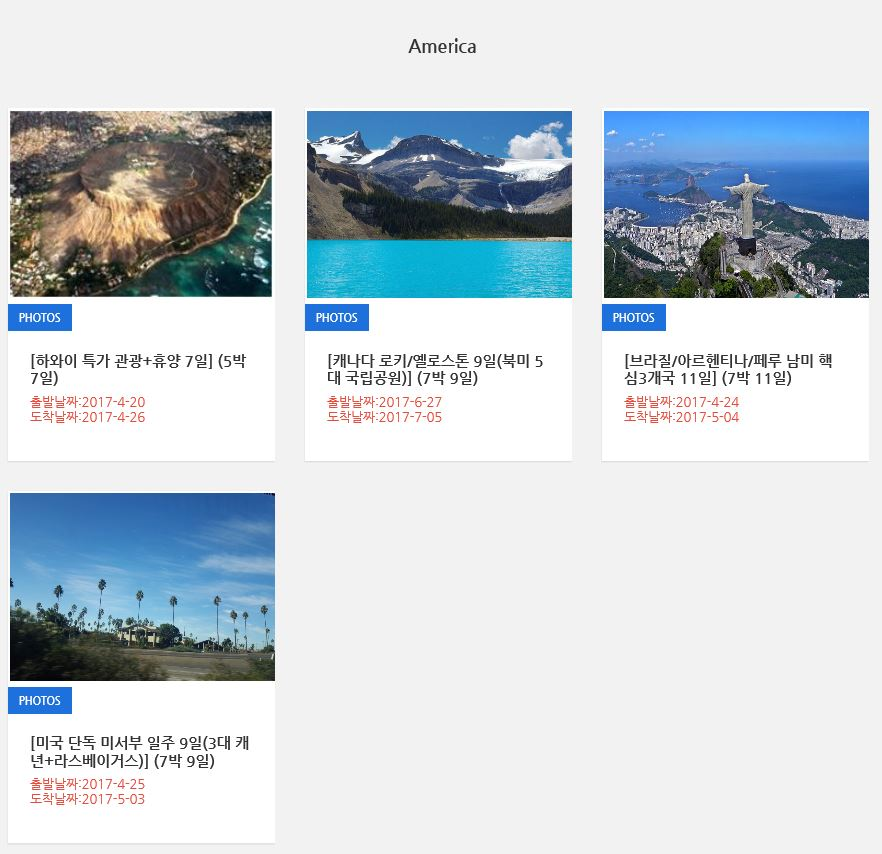 America
PHOTOS
[하와이 특가 관광+휴양 7일] (5박
7일)
출발날짜:2017-4-20
도착날짜:2017-4-26
PHOTOS
[캐나다 로키/옐로스톤 9일(북미 5
대 국립공원)] (7박 9일)
출발날짜:2017-6-27
도착날짜:2017-7-05
PHOTOS
[브라질/아르헨티나/페루 남미 핵
심3개국 11일] (7박 11일)
출발날짜:2017-4-24
도착날짜:2017-5-04
PHOTOS
[미국 단독 미서부 일주 9일(3대 캐
년+라스베이거스)] (7박 9일)
출발날짜:2017-4-25
도착날짜:2017-5-03